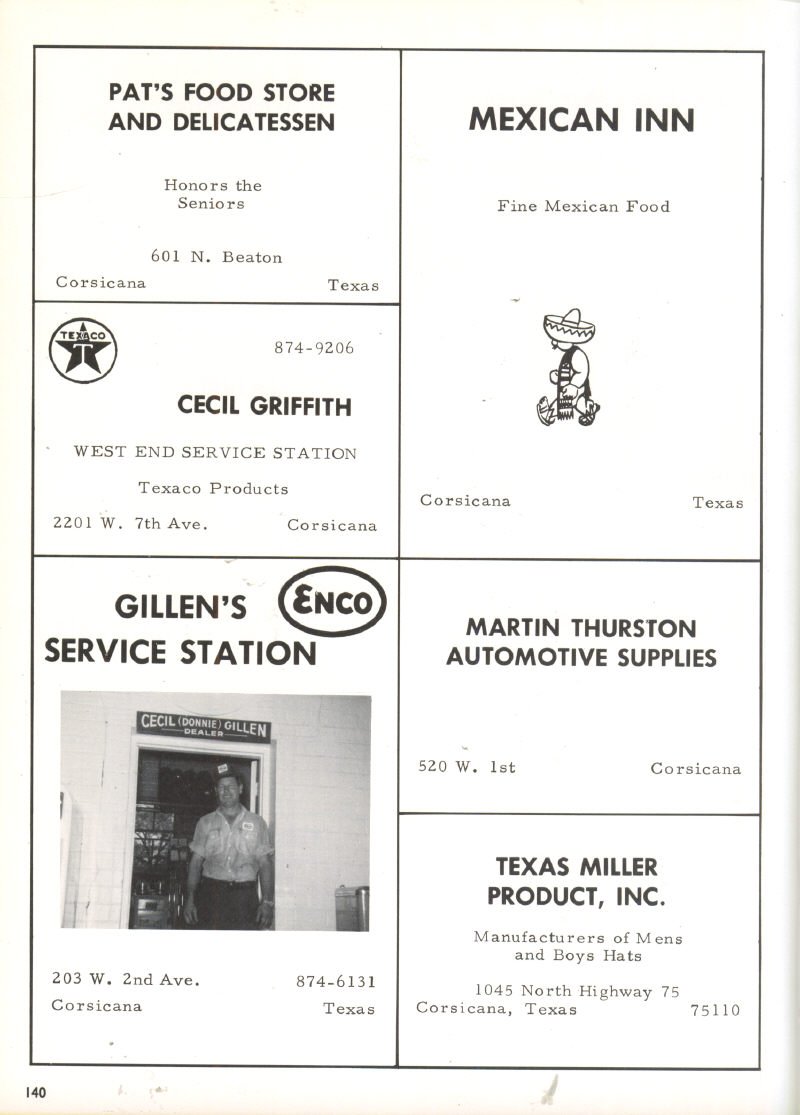 PAT'S FOOD STORE
AND DELICATESSEN
Honors the
Seniors
601 N. Beaton
Corsicana Texas
TEXACO
T
874-9206
CECIL GRIFFITH
WEST END SERVICE STATION
Texaco Products
2201 W. 7th Ave. Corsicana
GILLEN'S
ENCO
SERVICE STATION
CECIL (DONNIE) GILLEN
DEALER
203 W. 2nd Ave. 874-6131
Corsicana Texas
MEXICAN INN
Fine Mexican Food
Corsicana Texas
MARTIN THURSTON
AUTOMOTIVE SUPPLIES
520 W. 1st Corsicana
TEXAS MILLER
PRODUCT, INC.
Manufacturers of Mens
and Boys Hats
1045 North Highway 75
Corsicana, Texas 75110
140